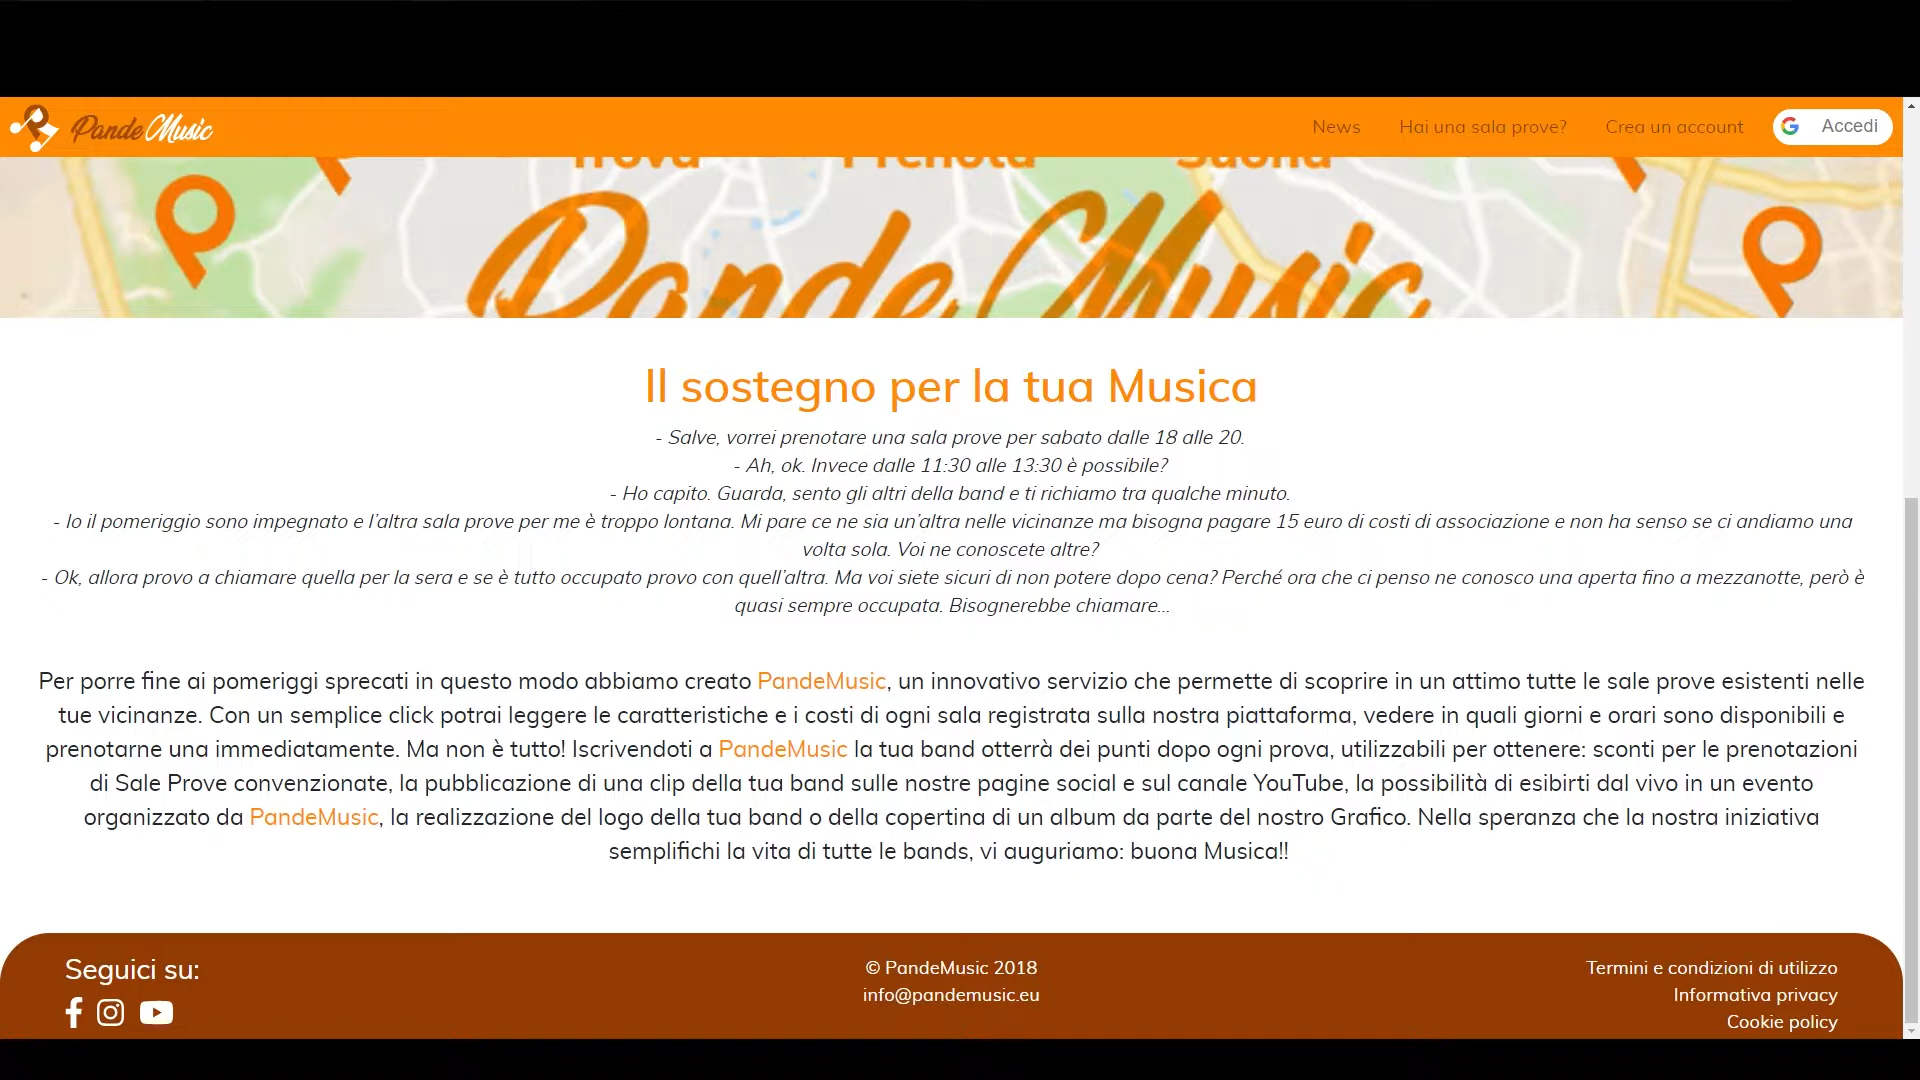 PandeMusic
News
Hai una sala prove?
Crea un account
Accedi
Trova Prenota Suona
PandeMusic
Il sostegno per la tua Musica
- Salve, vorrei prenotare una sala prove per sabato dalle 18 alle 20.
- Ah, ok. Invece dalle 11:30 alle 13:30 è possibile?
- Ho capito. Guarda, sento gli altri della band e ti richiamo tra qualche minuto.
- Io il pomeriggio sono impegnato e l’altra sala prove per me è troppo lontana. Mi pare ce ne sia un’altra nelle vicinanze ma bisogna pagare 15 euro di costi di associazione e non ha senso se ci andiamo una
volta sola. Voi ne conoscete altre?
- Ok, allora provo a chiamare quella per la sera e se è tutto occupato provo con quell’altra. Ma voi siete sicuri di non potere dopo cena? Perché ora che ci penso ne conosco una aperta fino a mezzanotte, però è
quasi sempre occupata. Bisognerebbe chiamare...
Per porre fine ai pomeriggi sprecati in questo modo abbiamo creato PandeMusic, un innovativo servizio che permette di scoprire in un attimo tutte le sale prove esistenti nelle
tue vicinanze. Con un semplice click potrai leggere le caratteristiche e i costi di ogni sala registrata sulla nostra piattaforma, vedere in quali giorni e orari sono disponibili e
prenotarne una immediatamente. Ma non è tutto! Iscrivendoti a PandeMusic la tua band otterrà dei punti dopo ogni prova, utilizzabili per ottenere: sconti per le prenotazioni
di Sale Prove convenzionate, la pubblicazione di una clip della tua band sulle nostre pagine social e sul canale YouTube, la possibilità di esibirti dal vivo in un evento
organizzato da PandeMusic, la realizzazione del logo della tua band o della copertina di un album da parte del nostro Grafico. Nella speranza che la nostra iniziativa
semplifichi la vita di tutte le bands, vi auguriamo: buona Musica!!
Seguici su:
© PandeMusic 2018
info@pandemusic.eu
Termini e condizioni di utilizzo
Informativa privacy
Cookie policy